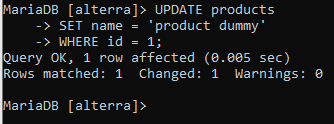 MariaDB [alterra]> UPDATE products
    -> SET name = 'product dummy'
    -> WHERE id = 1;
Query OK, 1 row affected (0.005 sec)
Rows matched: 1  Changed: 1  Warnings: 0
MariaDB [alterra]>